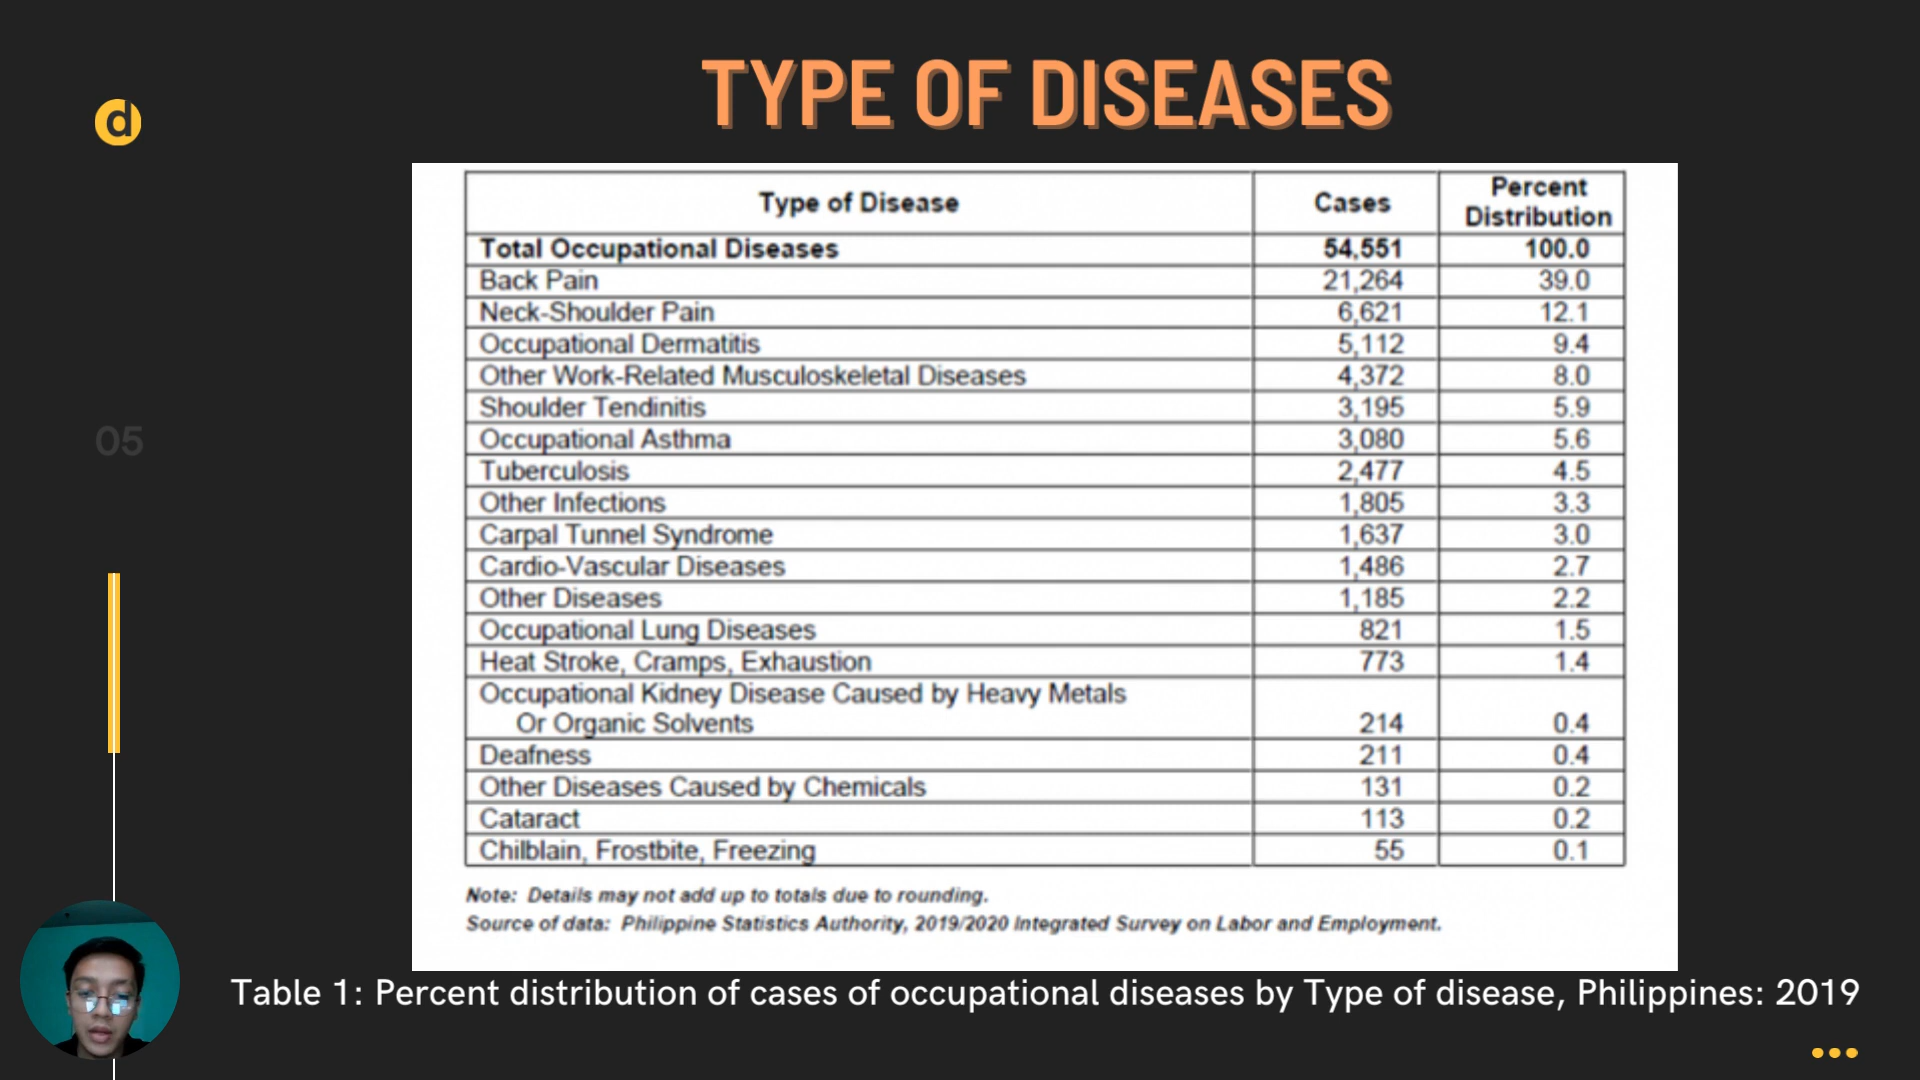 TYPE OF DISEASES
d
05
Type of Disease Cases Percent Distribution
Total Occupational Diseases 54,551 100.0
Back Pain 21,264 39.0
Neck-Shoulder Pain 6,621 12.1
Occupational Dermatitis 5,112 9.4
Other Work-Related Musculoskeletal Diseases 4,372 8.0
Shoulder Tendinitis 3,195 5.9
Occupational Asthma 3,080 5.6
Tuberculosis 2,477 4.5
Other Infections 1,805 3.3
Carpal Tunnel Syndrome 1,637 3.0
Cardio-Vascular Diseases 1,486 2.7
Other Diseases 1,185 2.2
Occupational Lung Diseases 821 1.5
Heat Stroke, Cramps, Exhaustion 773 1.4
Occupational Kidney Disease Caused by Heavy Metals
Or Organic Solvents 214 0.4
Deafness 211 0.4
Other Diseases Caused by Chemicals 131 0.2
Cataract 113 0.2
Chilblain, Frostbite, Freezing 55 0.1
Note: Details may not add up to totals due to rounding.
Source of data: Philippine Statistics Authority, 2019/2020 Integrated Survey on Labor and Employment.
Table 1: Percent distribution of cases of occupational diseases by Type of disease, Philippines: 2019